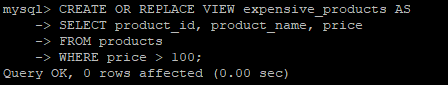 mysql> CREATE OR REPLACE VIEW expensive_products AS
    -> SELECT product_id, product_name, price
    -> FROM products
    -> WHERE price > 100;
Query OK, 0 rows affected (0.00 sec)